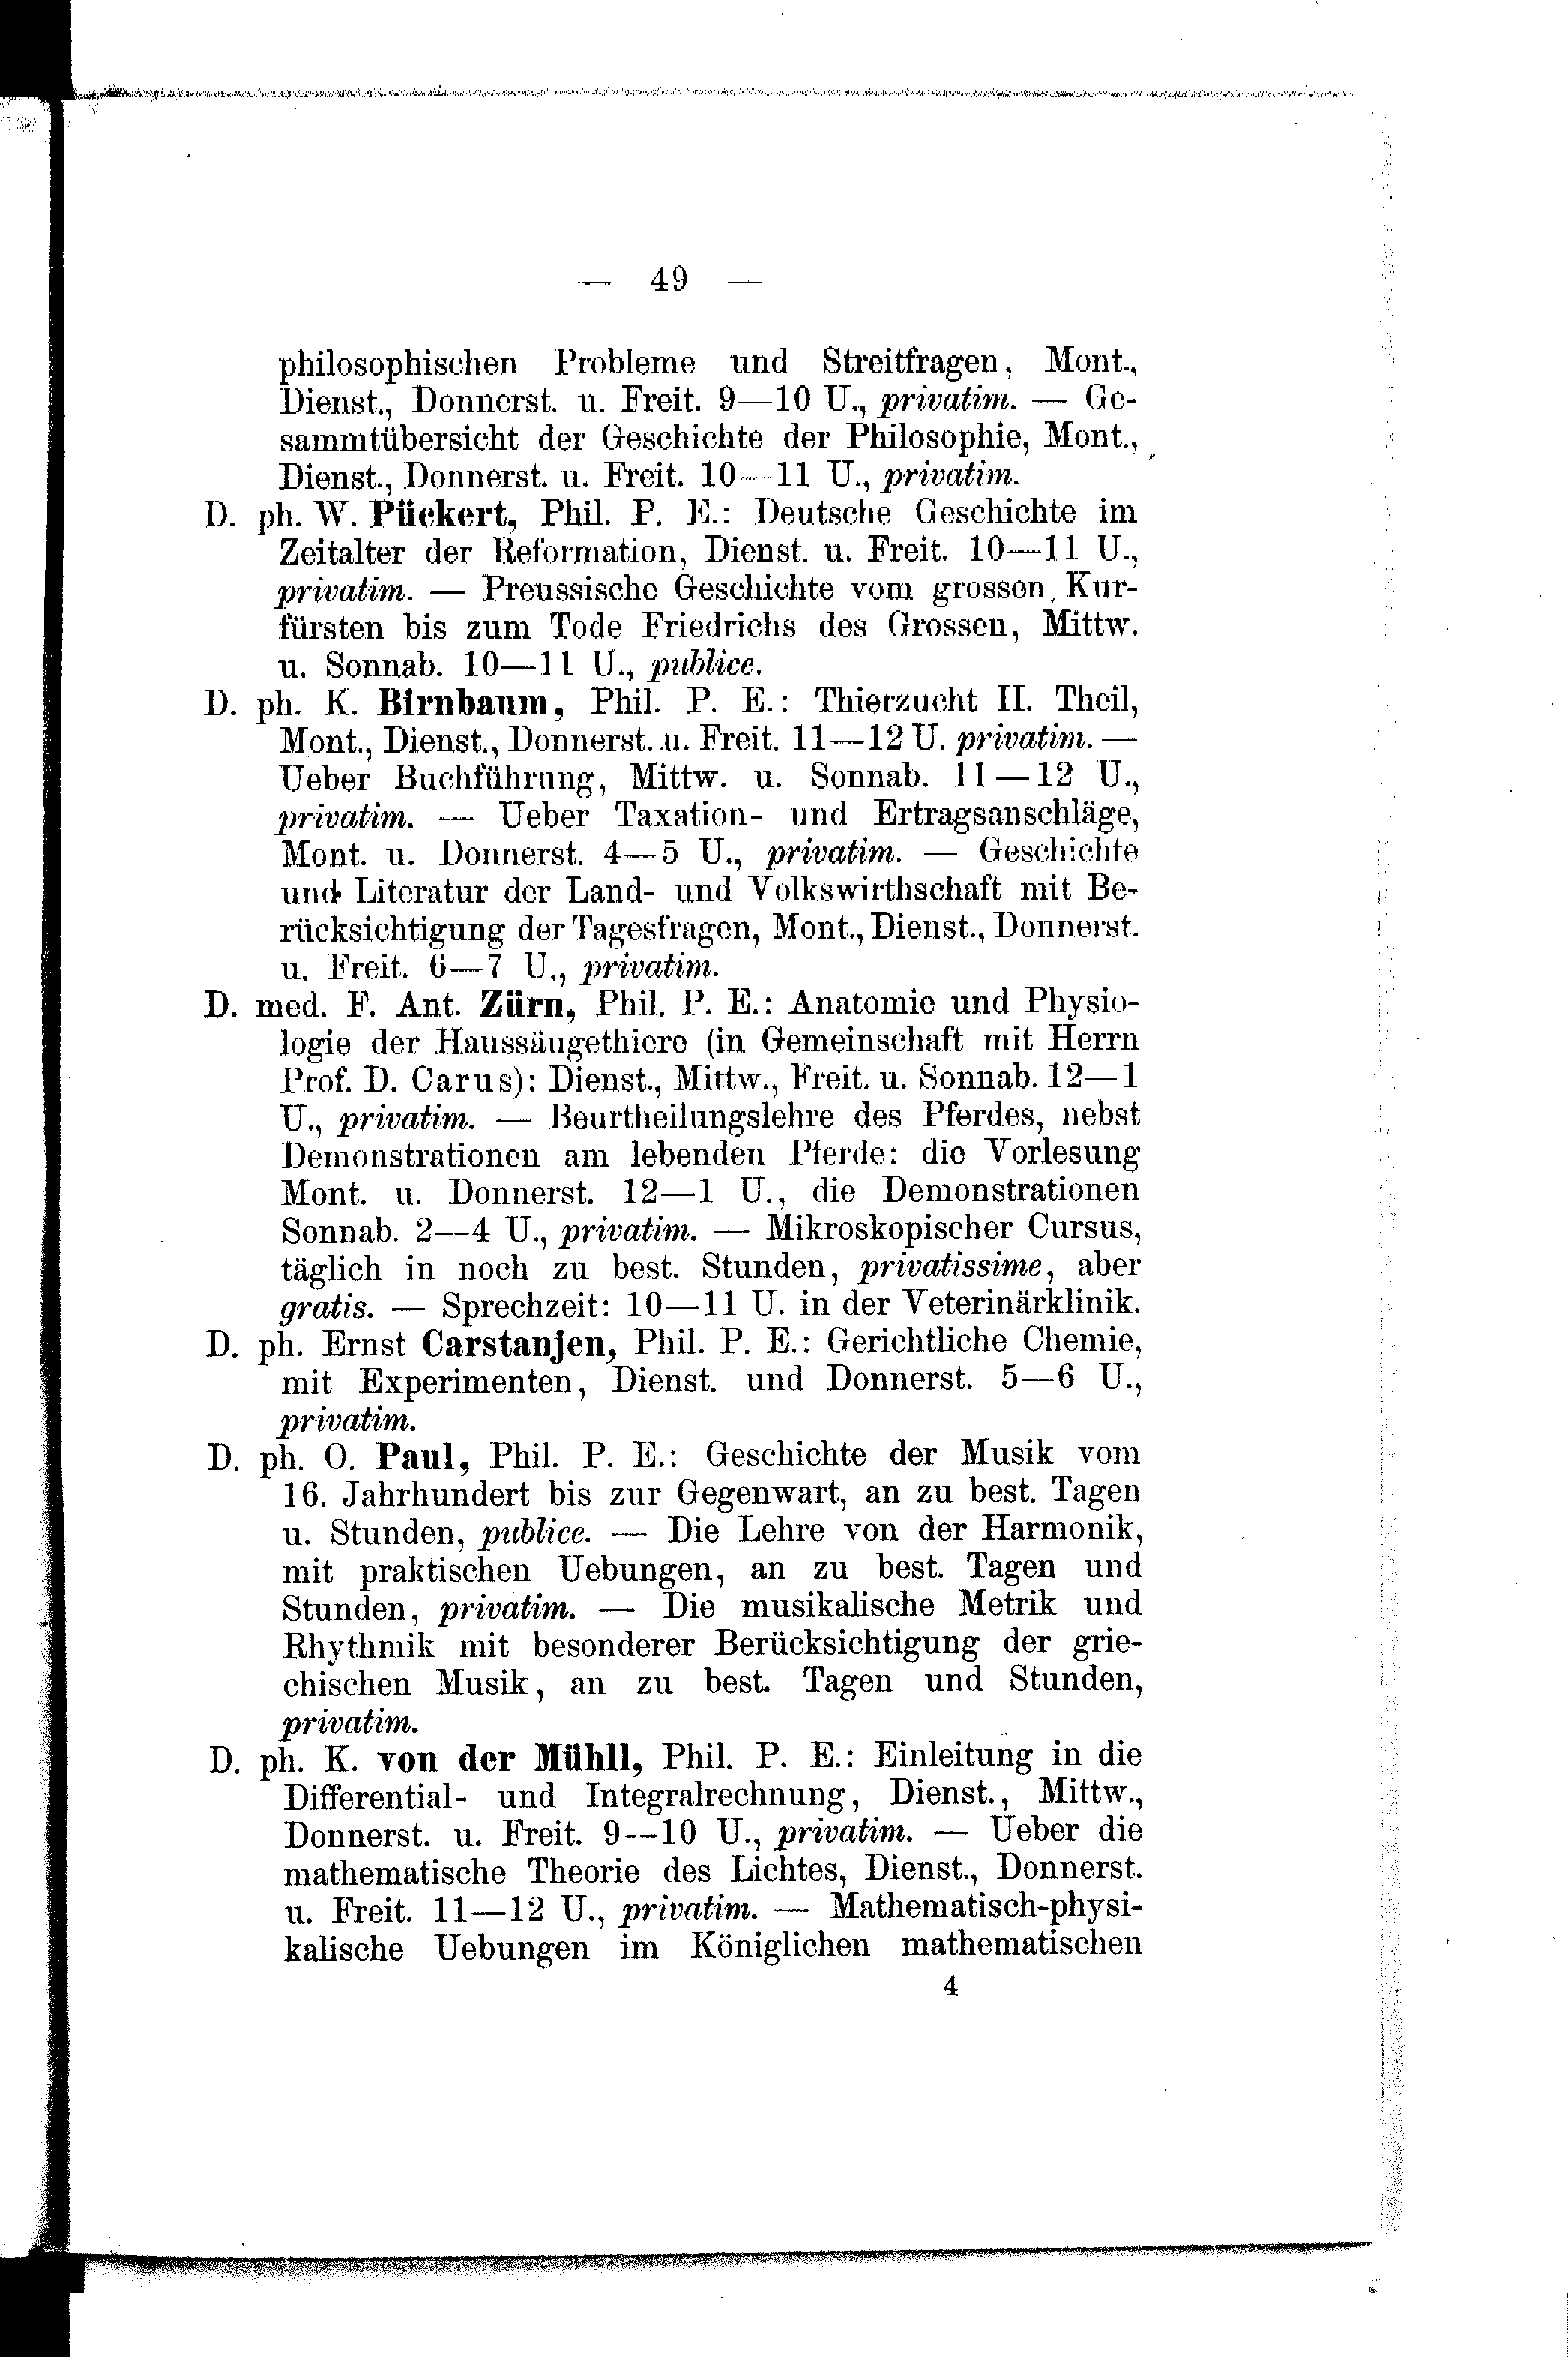 — 49 —
philosophischen Probleme und Streitfragen, Mont.,
Dienst., Donnerst. u. Freit. 9—10 U., privatim. — Ge-
sammtübersicht der Geschichte der Philosophie, Mont.,
Dienst., Donnerst. u. Freit. 10—11 U., privatim.
D. ph. W. Pückert, Phil. P. E.: Deutsche Geschichte im
Zeitalter der Reformation, Dienst. u. Freit. 10—11 U.,
privatim. — Preussische Geschichte vom grossen Kur-
fürsten bis zum Tode Friedrichs des Grossen, Mittw.
u. Sonnab. 10—11 U., publice.
D. ph. K. Birnbaum, Phil. P. E.: Thierzucht II. Theil,
Mont., Dienst., Donnerst. u. Freit. 11—12 U. privatim. —
Ueber Buchführung, Mittw. u. Sonnab. 11—12 U.,
privatim. — Ueber Taxation- und Ertragsanschläge,
Mont. u. Donnerst. 4—5 U., privatim. — Geschichte
und Literatur der Land- und Volkswirthschaft mit Be-
rücksichtigung der Tagesfragen, Mont., Dienst., Donnerst.
u. Freit. 6—7 U., privatim.
D. med. F. Ant. Zürn, Phil. P. E.: Anatomie und Physio-
logie der Haussäugethiere (in Gemeinschaft mit Herrn
Prof. D. Carus): Dienst., Mittw., Freit. u. Sonnab. 12—1
U., privatim. — Beurtheilungslehre des Pferdes, nebst
Demonstrationen am lebenden Pferde: die Vorlesung
Mont. u. Donnerst. 12—1 U., die Demonstrationen
Sonnab. 2—4 U., privatim. — Mikroskopischer Cursus,
täglich in noch zu best. Stunden, privatissime, aber
gratis. — Sprechzeit: 10—11 U. in der Veterinärklinik.
D. ph. Ernst Carstanjen, Phil. P. E.: Gerichtliche Chemie,
mit Experimenten, Dienst. und Donnerst. 5—6 U.,
privatim.
D. ph. O. Paul, Phil. P. E.: Geschichte der Musik vom
16. Jahrhundert bis zur Gegenwart, an zu best. Tagen
u. Stunden, publice. — Die Lehre von der Harmonik,
mit praktischen Uebungen, an zu best. Tagen und
Stunden, privatim. — Die musikalische Metrik und
Rhythmik mit besonderer Berücksichtigung der grie-
chischen Musik, an zu best. Tagen und Stunden,
privatim.
D. ph. K. von der Mühll, Phil. P. E.: Einleitung in die
Differential- und Integralrechnung, Dienst., Mittw.,
Donnerst. u. Freit. 9—10 U., privatim. — Ueber die
mathematische Theorie des Lichtes, Dienst., Donnerst.
u. Freit. 11—12 U., privatim. — Mathematisch-physi-
kalische Uebungen im Königlichen mathematischen
4